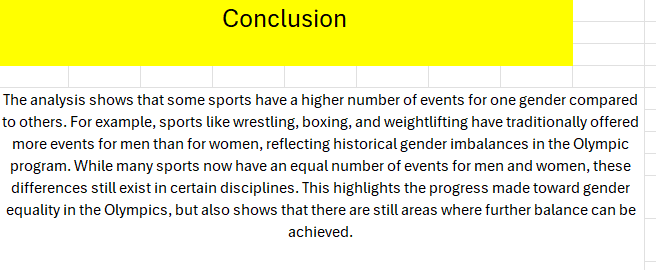 Conclusion
The analysis shows that some sports have a higher number of events for one gender compared
to others. For example, sports like wrestling, boxing, and weightlifting have traditionally offered
more events for men than for women, reflecting historical gender imbalances in the Olympic
program. While many sports now have an equal number of events for men and women, these
differences still exist in certain disciplines. This highlights the progress made toward gender
equality in the Olympics, but also shows that there are still areas where further balance can be
achieved.